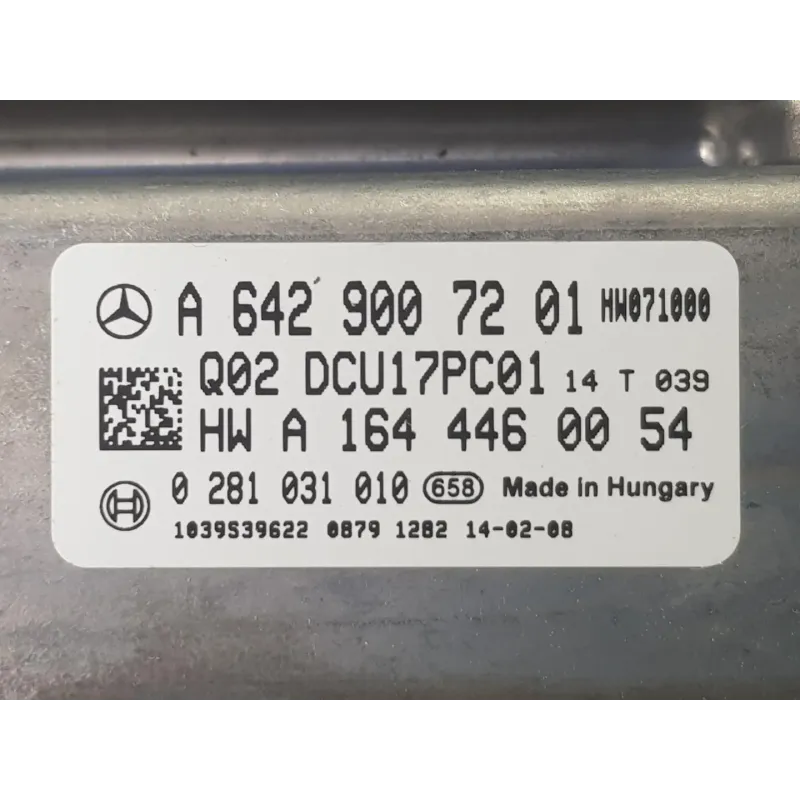 A 642 900 72 01 HW071000
Q02 DCU17PC01 14 T 039
HW A 164 446 00 54
0 281 031 010 658 Made in Hungary
1039S39622 0879 1282 14-02-08